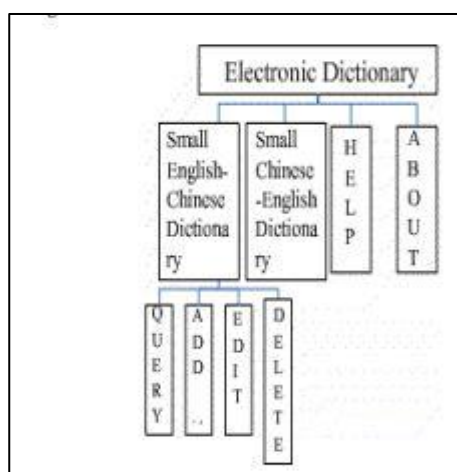 Electronic Dictionary
Small
English-
Chinese
Dictiona
ry
Small
Chinese
-English
Dictiona
ry
H
E
L
P
A
B
O
U
T
Q
U
E
R
Y
A
D
D
.,
E
D
I
T
D
E
L
E
T
E